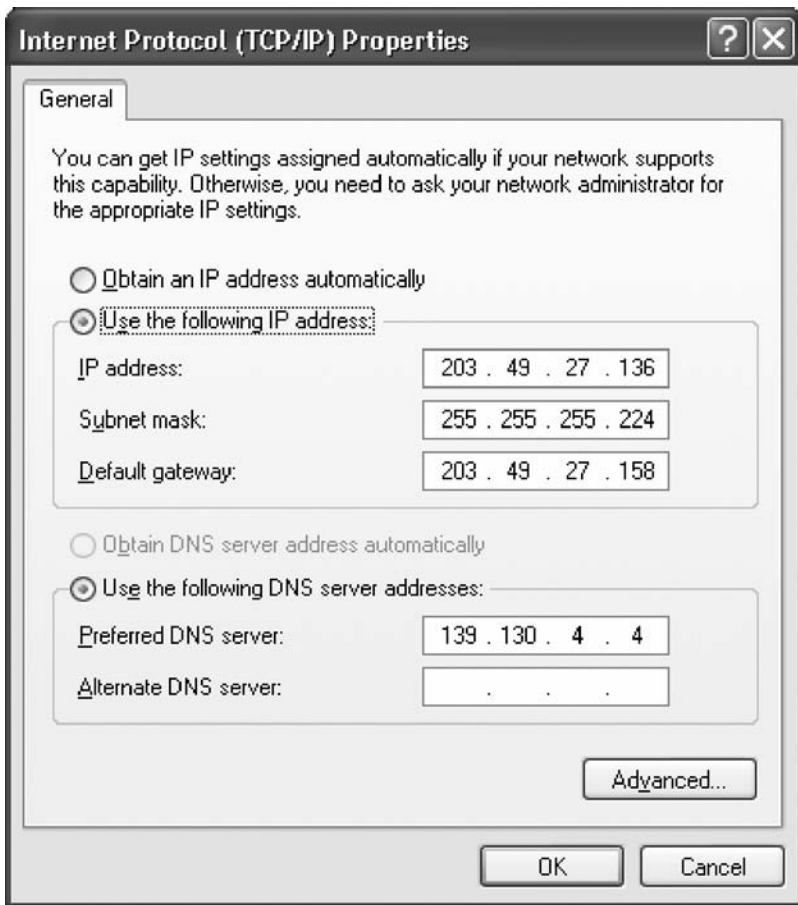 Internet Protocol (TCP/IP) Properties
General
You can get IP settings assigned automatically if your network supports
this capability. Otherwise, you need to ask your network administrator for
the appropriate IP settings.
Obtain an IP address automatically
Use the following IP address:
IP address: 203 . 49 . 27 . 136
Subnet mask: 255 . 255 . 255 . 224
Default gateway: 203 . 49 . 27 . 158
Obtain DNS server address automatically
Use the following DNS server addresses:
Preferred DNS server: 139 . 130 . 4 . 4
Alternate DNS server: . . .
Advanced...
OK Cancel